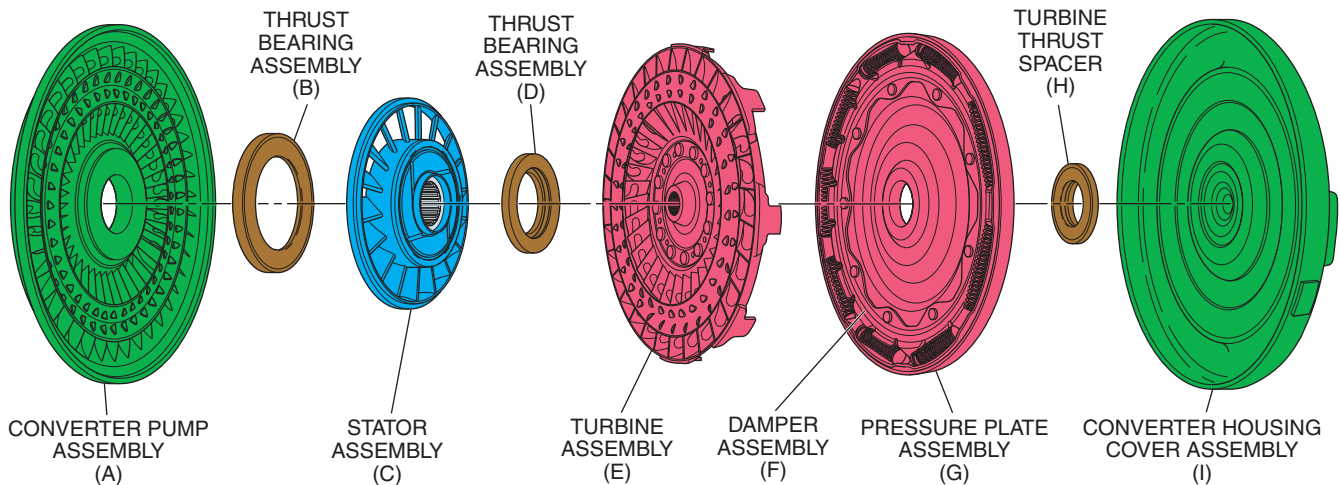 THRUST
BEARING
ASSEMBLY
(B)
THRUST
BEARING
ASSEMBLY
(D)
TURBINE
THRUST
SPACER
(H)
CONVERTER PUMP
ASSEMBLY
(A)
STATOR
ASSEMBLY
(C)
TURBINE
ASSEMBLY
(E)
DAMPER
ASSEMBLY
(F)
PRESSURE PLATE
ASSEMBLY
(G)
CONVERTER HOUSING
COVER ASSEMBLY
(I)